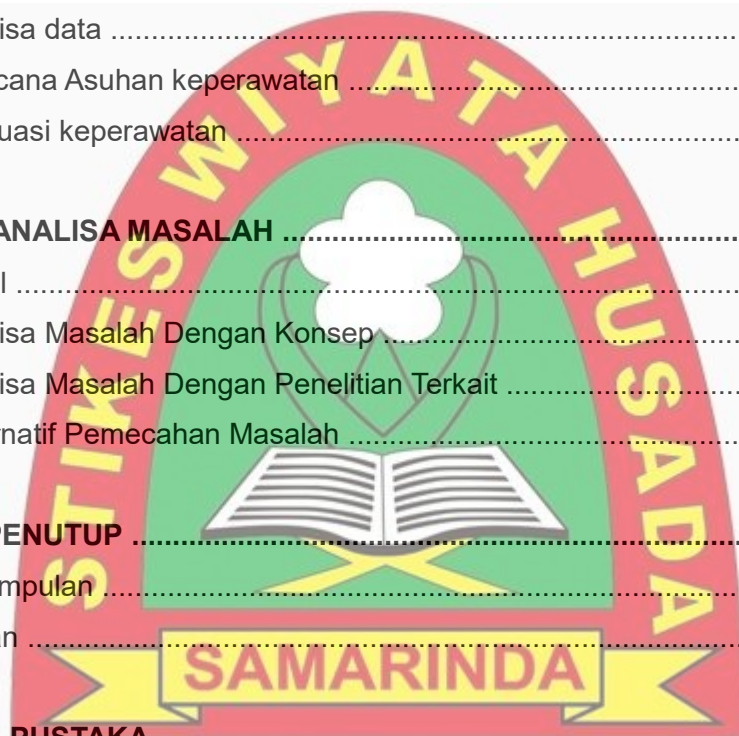 isa data ...........................................................................
cana Asuhan keperawatan ...............................................
uasi keperawatan .............................................................
ANALISA MASALAH .......................................................
l .........................................................................................
isa Masalah Dengan Konsep ...........................................
isa Masalah Dengan Penelitian Terkait ............................
rnatif Pemecahan Masalah ................................................
PENUTUP ..........................................................................
mpulan ............................................................................
n ......................................................................................
PUSTAKA
STIKES WIYATA HUSADA
SAMARINDA